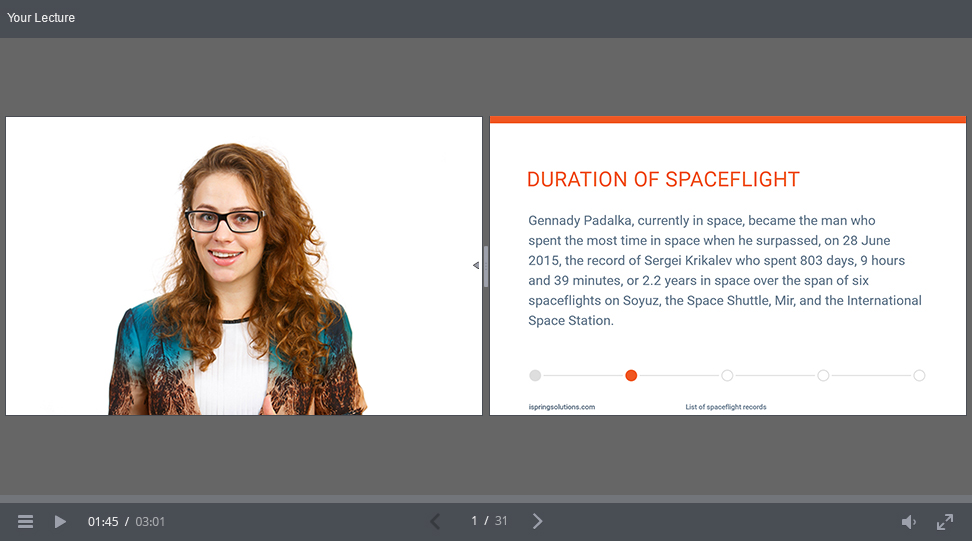 Your Lecture
DURATION OF SPACEFLIGHT
Gennady Padalka, currently in space, became the man who
spent the most time in space when he surpassed, on 28 June
2015, the record of Sergei Krikalev who spent 803 days, 9 hours
and 39 minutes, or 2.2 years in space over the span of six
spaceflights on Soyuz, the Space Shuttle, Mir, and the International
Space Station.
ispringsolutions.com
List of spaceflight records
01:45 / 03:01
1 / 31